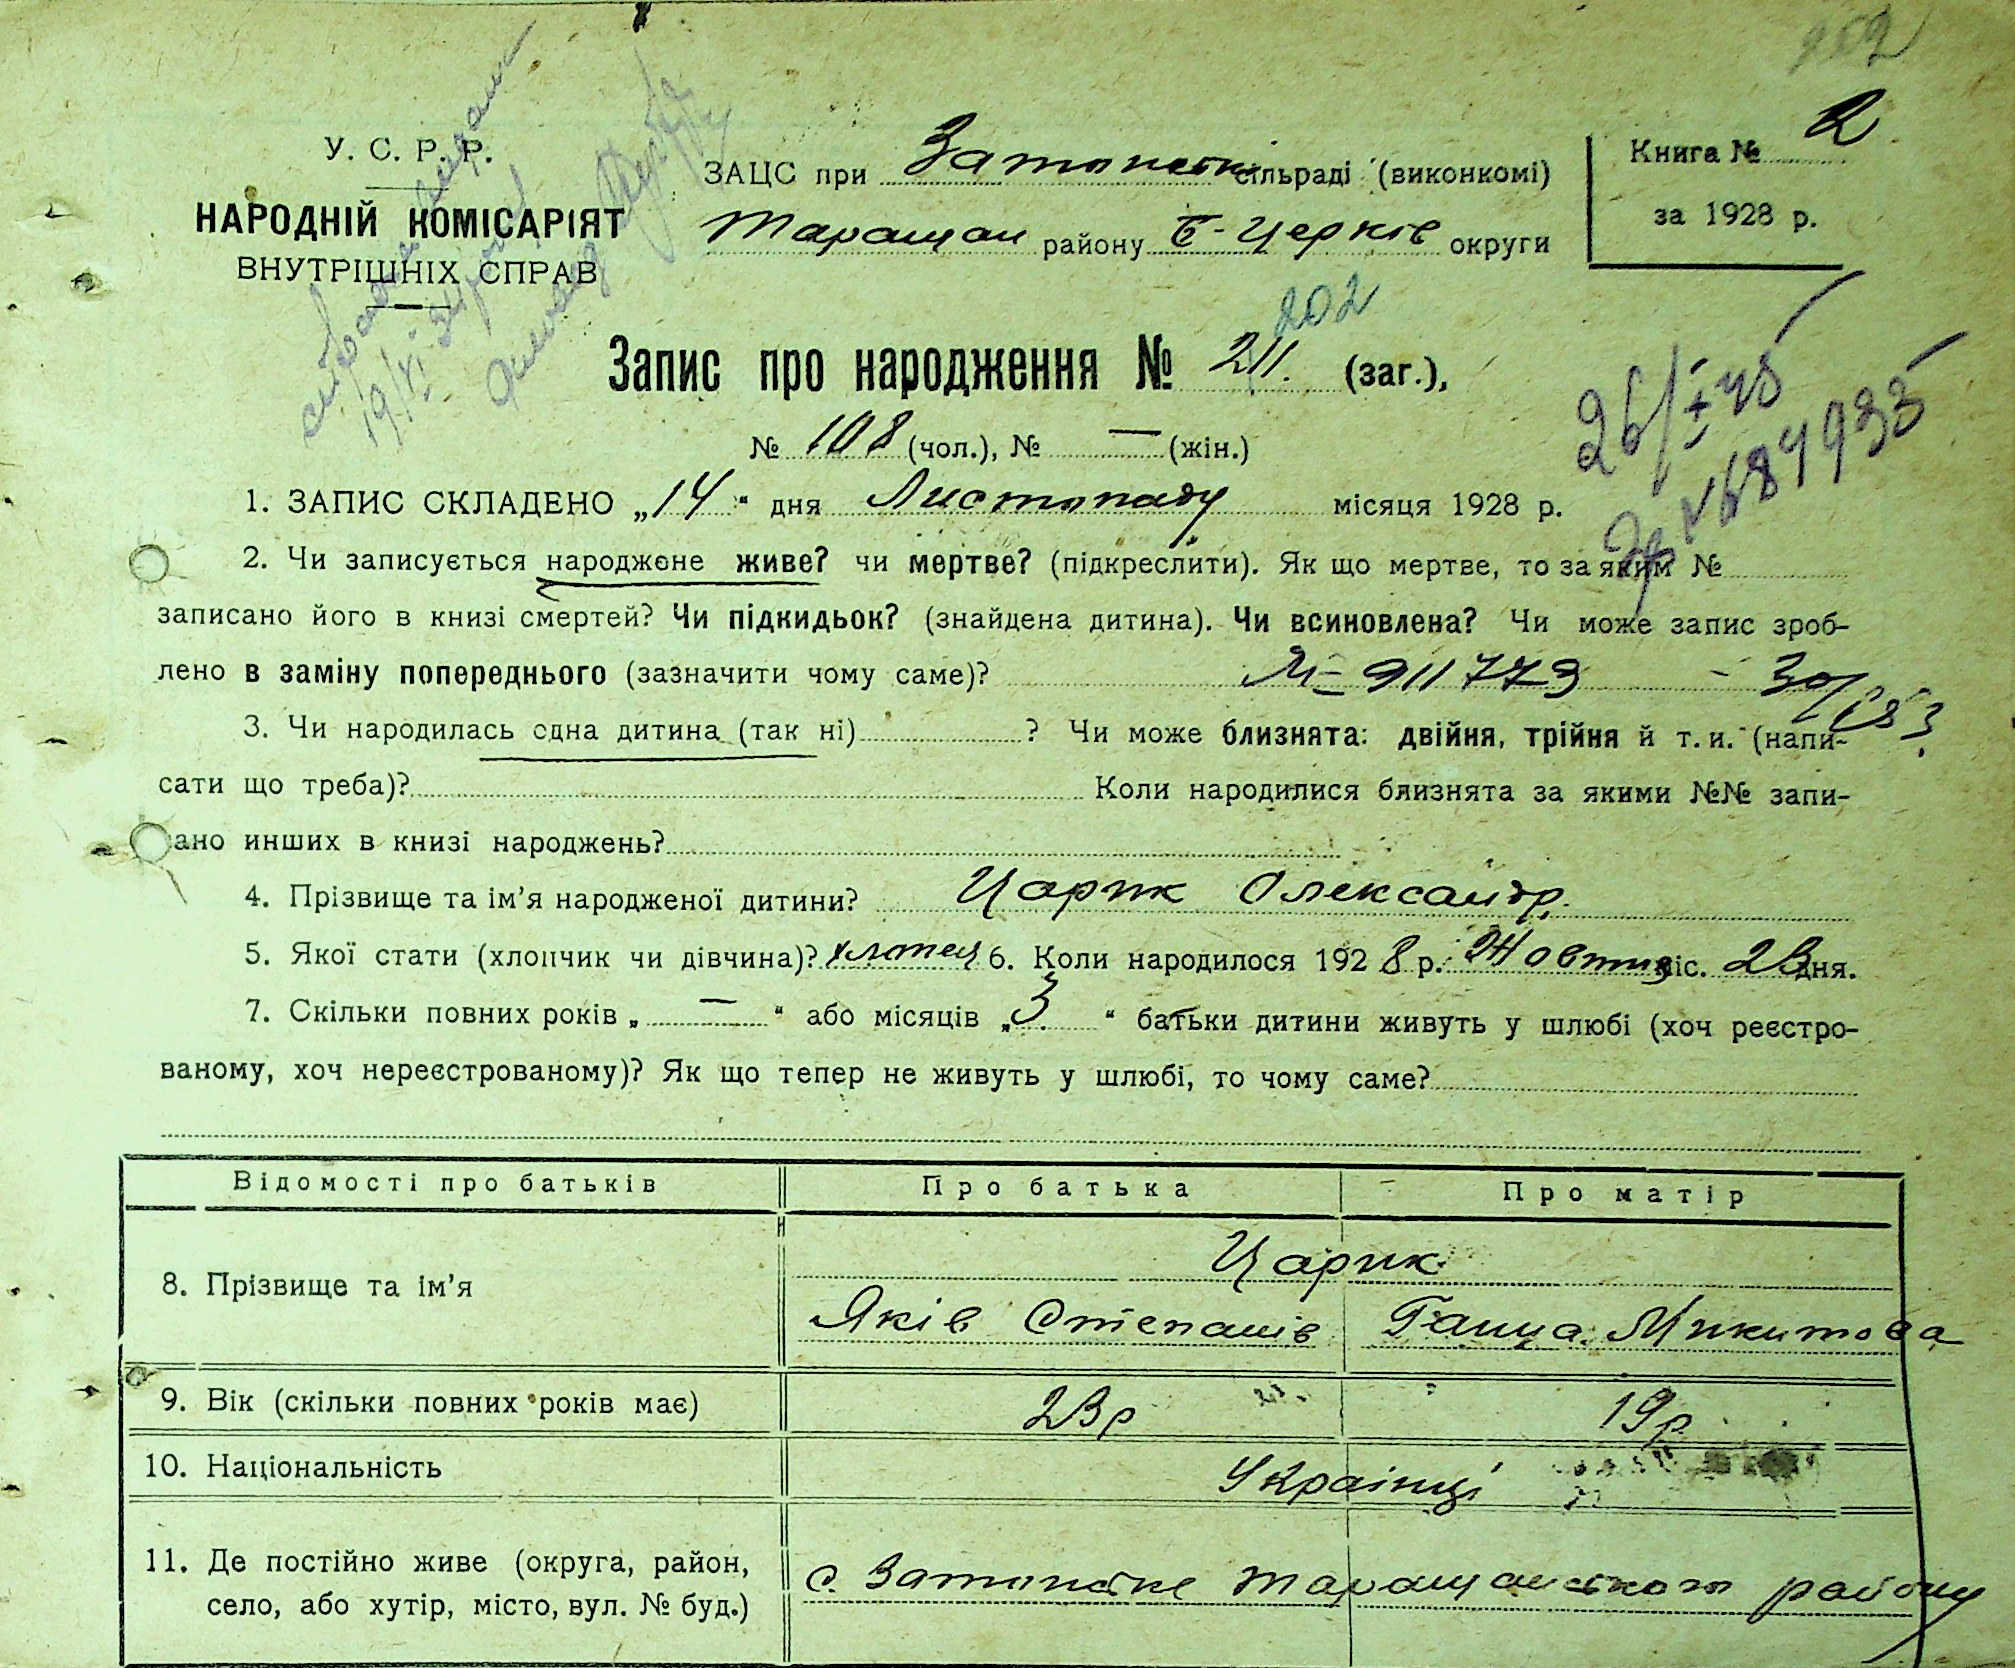 Книга № 2
за 1928 р.
У. С. Р. Р.
НАРОДНІЙ КОМІСАРІЯТ
ВНУТРІШНІХ СПРАВ
ЗАЦС при сільраді (виконкомі)
Таращан району Б-Церків округи
202
Запис про народження № 211. (заг.),
№ 108 (чол.), № — (жін.)
1. ЗАПИС СКЛАДЕНО „14“ дня Листопаду місяця 1928 р.
2. Чи записується народжене живе? чи мертве? (підкреслити). Як що мертве, то за яким №
записано його в книзі смертей? Чи підкидьок? (знайдена дитина). Чи всиновлена? Чи може запис зроб-
лено в заміну попереднього (зазначити чому саме)? 911773
3. Чи народилась одна дитина (так ні) ? Чи може близнята: двійня, трійня й т. и. (напи-
сати що треба)? Коли народилися близнята за якими №№ запи-
ано инших в книзі народжень?
4. Прізвище та ім’я народженої дитини? Царик Олександр.
5. Якої стати (хлопчик чи дівчина)? 6. Коли народилося 1928 р. Жовтня міс. 23 дня.
7. Скільки повних років „—“ або місяців „3“ батьки дитини живуть у шлюбі (хоч реєстро-
ваному, хоч нереєстрованому)? Як що тепер не живуть у шлюбі, то чому саме?
Відомості про батьків Про батька Про матір
Царик
8. Прізвище та ім’я Яків Степанів Ганна Микитова
9. Вік (скільки повних років має) 23 р 19 р
10. Національність Українці
11. Де постійно живе (округа, район,
село, або хутір, місто, вул. № буд.) с. Таращанського району